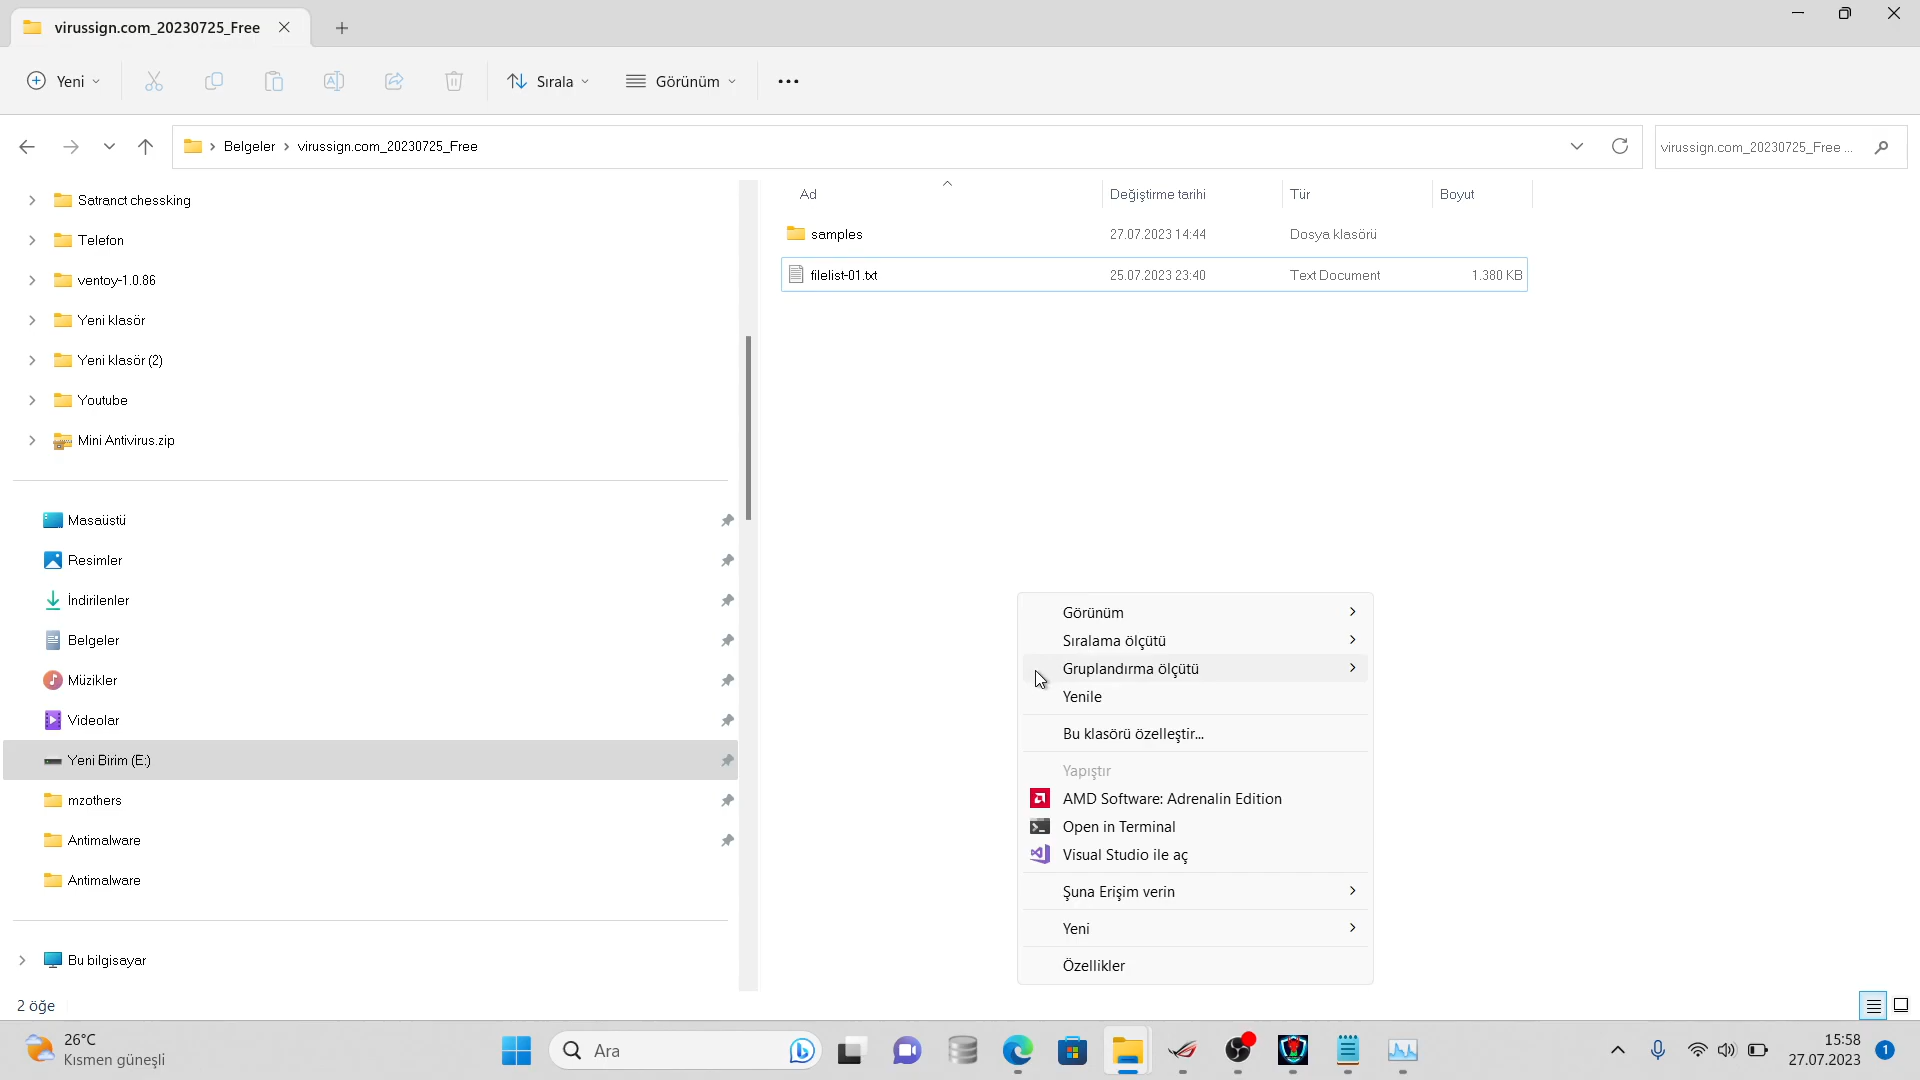 virussign.com_20230725_Free
Yeni
Sırala
Görünüm
Belgeler
virussign.com_20230725_Free
virussign.com_20230725_Free ...
Satranct chessking
Telefon
ventoy-1.0.86
Yeni klasör
Yeni klasör (2)
Youtube
Mini Antivirus.zip
Masaüstü
Resimler
İndirilenler
Belgeler
Müzikler
Videolar
Yeni Birim (E:)
mzothers
Antimalware
Antimalware
Bu bilgisayar
Ad
Değiştirme tarihi
Tür
Boyut
samples
27.07.2023 14:44
Dosya klasörü
filelist-01.txt
25.07.2023 23:40
Text Document
1.380 KB
Görünüm
Sıralama ölçütü
Gruplandırma ölçütü
Yenile
Bu klasörü özelleştir...
Yapıştır
AMD Software: Adrenalin Edition
Open in Terminal
Visual Studio ile aç
Şuna Erişim verin
Yeni
Özellikler
2 öğe
26°C
Kısmen güneşli
Ara
15:58
27.07.2023
1